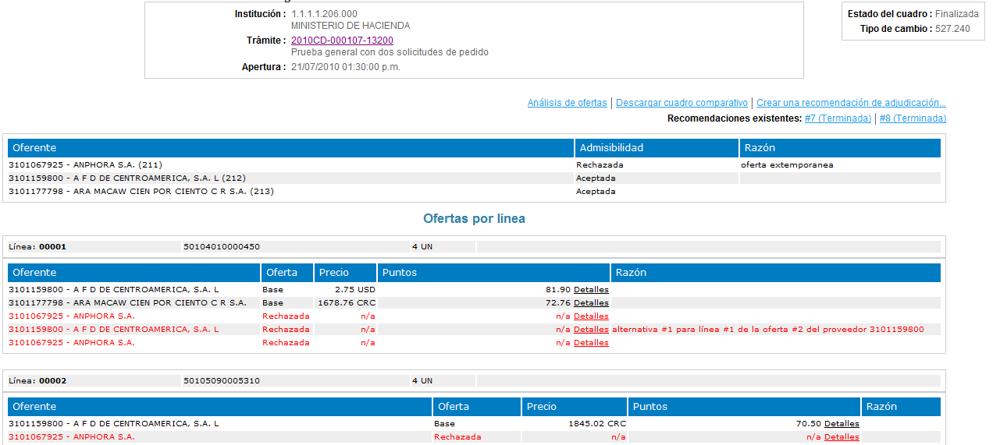 Institución : 1.1.1.1.206.000
MINISTERIO DE HACIENDA
Trámite : 2010CD-000107-13200
Prueba general con dos solicitudes de pedido
Apertura : 21/07/2010 01:30:00 p.m.
Estado del cuadro : Finalizada
Tipo de cambio : 527.240
Análisis de ofertas | Descargar cuadro comparativo | Crear una recomendación de adjudicación...
Recomendaciones existentes: #7 (Terminada) | #8 (Terminada)
Oferente Admisibilidad Razón
3101067925 - ANPHORA S.A. (211) Rechazada oferta extemporanea
3101159800 - A F D DE CENTROAMERICA, S.A. L (212) Aceptada
3101177798 - ARA MACAW CIEN POR CIENTO C R S.A. (213) Aceptada
Ofertas por línea
Línea: 00001 50104010000450 4 UN
Oferente Oferta Precio Puntos Razón
3101159800 - A F D DE CENTROAMERICA, S.A. L Base 2.75 USD 81.90 Detalles
3101177798 - ARA MACAW CIEN POR CIENTO C R S.A. Base 1678.76 CRC 72.76 Detalles
3101067925 - ANPHORA S.A. Rechazada n/a n/a Detalles
3101159800 - A F D DE CENTROAMERICA, S.A. L Rechazada n/a n/a Detalles alternativa #1 para línea #1 de la oferta #2 del proveedor 3101159800
3101067925 - ANPHORA S.A. Rechazada n/a n/a Detalles
Línea: 00002 50105090005310 4 UN
Oferente Oferta Precio Puntos Razón
3101159800 - A F D DE CENTROAMERICA, S.A. L Base 1845.02 CRC 70.50 Detalles
3101067925 - ANPHORA S.A. Rechazada n/a n/a Detalles